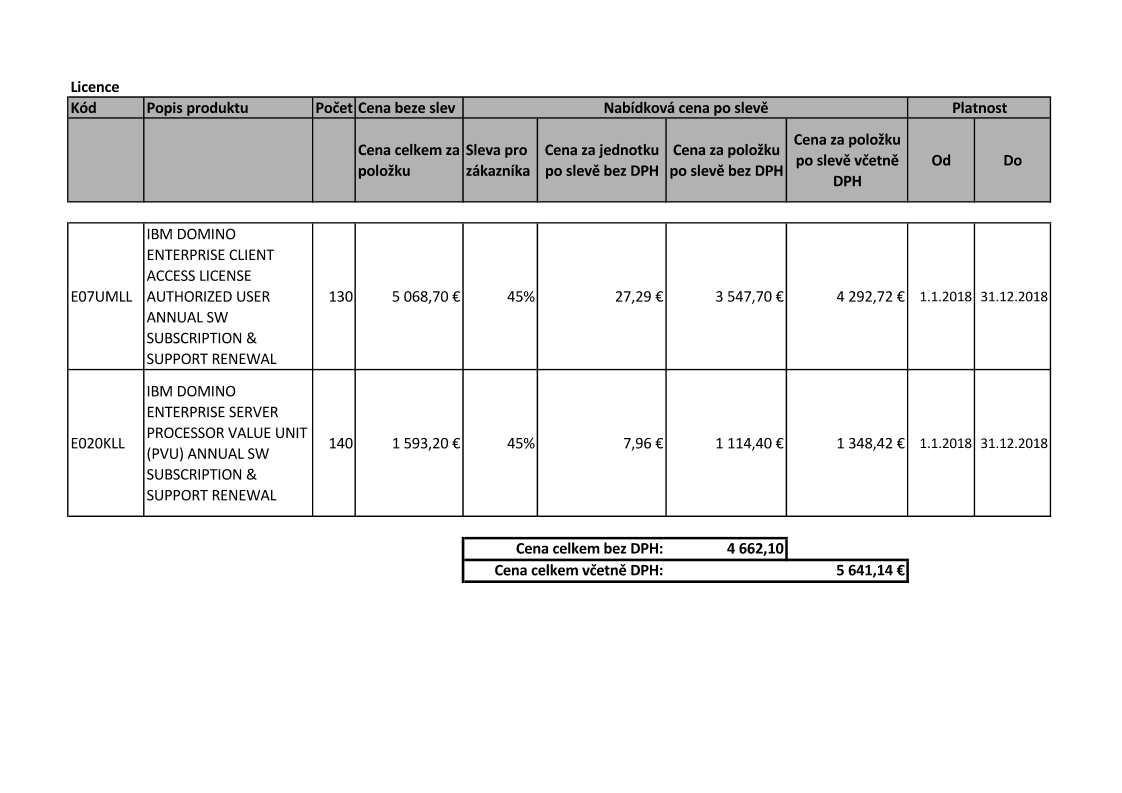 Licence
Kód Popis produktu Počet Cena beze slev Nabídková cena po slevě Platnost
Cena celkem za položku Sleva pro zákazníka Cena za jednotku po slevě bez DPH Cena za položku po slevě bez DPH Cena za položku po slevě včetně DPH Od Do
E07UMLL IBM DOMINO ENTERPRISE CLIENT ACCESS LICENSE AUTHORIZED USER ANNUAL SW SUBSCRIPTION & SUPPORT RENEWAL 130 5 068,70 € 45% 27,29 € 3 547,70 € 4 292,72 € 1.1.2018 31.12.2018
E020KLL IBM DOMINO ENTERPRISE SERVER PROCESSOR VALUE UNIT (PVU) ANNUAL SW SUBSCRIPTION & SUPPORT RENEWAL 140 1 593,20 € 45% 7,96 € 1 114,40 € 1 348,42 € 1.1.2018 31.12.2018
Cena celkem bez DPH: 4 662,10
Cena celkem včetně DPH: 5 641,14 €